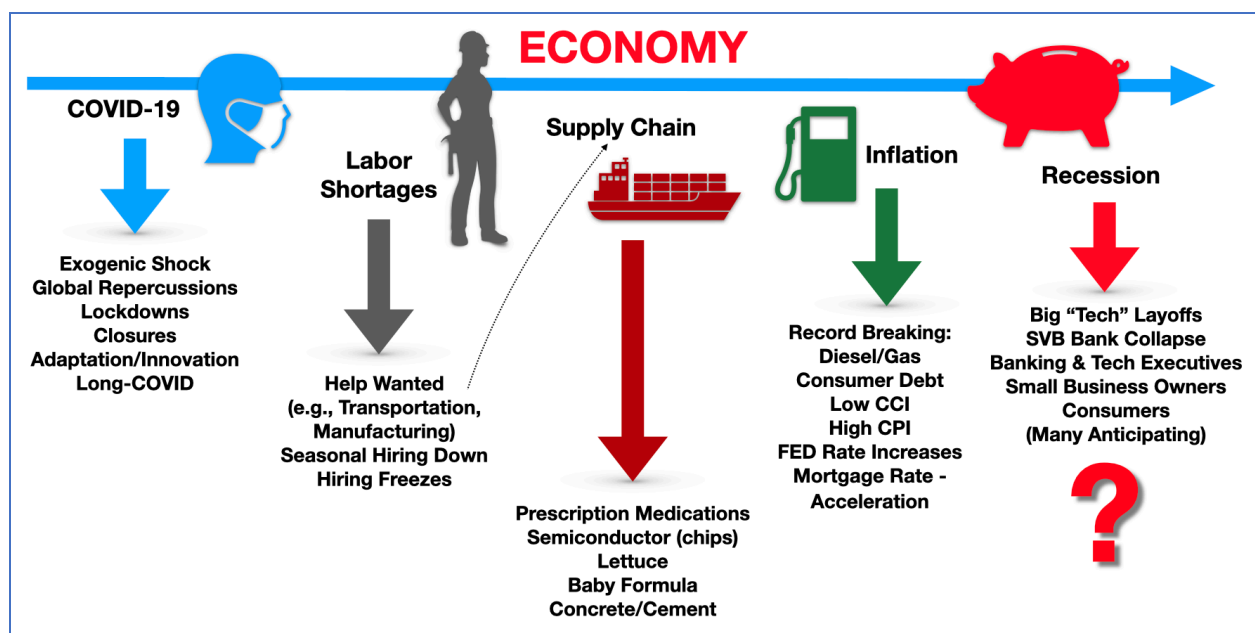 ECONOMY
COVID-19
Exogenic Shock
Global Repercussions
Lockdowns
Closures
Adaptation/Innovation
Long-COVID
Labor
Shortages
Help Wanted
(e.g., Transportation,
Manufacturing)
Seasonal Hiring Down
Hiring Freezes
Supply Chain
Prescription Medications
Semiconductor (chips)
Lettuce
Baby Formula
Concrete/Cement
Inflation
Record Breaking:
Diesel/Gas
Consumer Debt
Low CCI
High CPI
FED Rate Increases
Mortgage Rate -
Acceleration
Recession
Big “Tech” Layoffs
SVB Bank Collapse
Banking & Tech Executives
Small Business Owners
Consumers
(Many Anticipating)
?